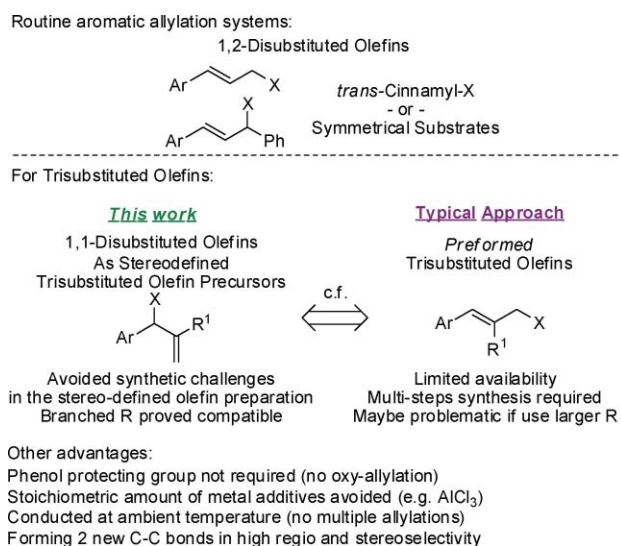 Routine aromatic allylation systems:
1,2-Disubstituted Olefins
Ar X
trans-Cinnamyl-X
- or -
Symmetrical Substrates
X
Ar Ph
For Trisubstituted Olefins:
This work
1,1-Disubstituted Olefins
As Stereodefined
Trisubstituted Olefin Precursors
X
Ar R1
Avoided synthetic challenges
in the stereo-defined olefin preparation
Branched R proved compatible
c.f.
Typical Approach
Preformed
Trisubstituted Olefins
Ar X
R1
Limited availability
Multi-steps synthesis required
Maybe problematic if use larger R
Other advantages:
Phenol protecting group not required (no oxy-allylation)
Stoichiometric amount of metal additives avoided (e.g. AlCl3)
Conducted at ambient temperature (no multiple allylations)
Forming 2 new C-C bonds in high regio and stereoselectivity